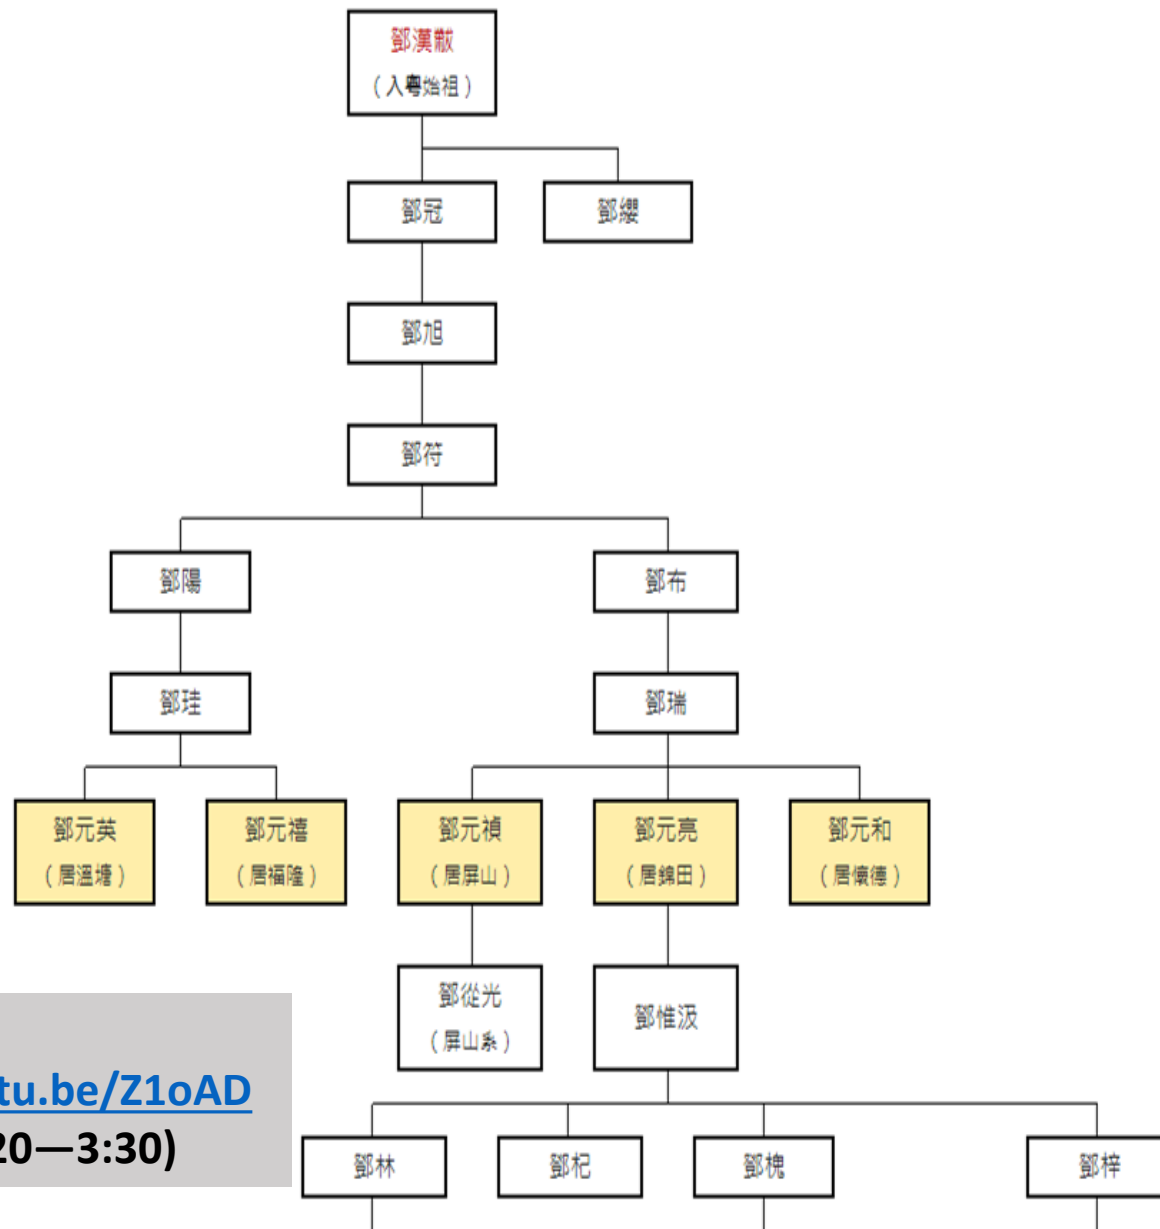 鄧漢黻
（入粵始祖）
鄧冠
鄧纓
鄧旭
鄧符
鄧陽
鄧布
鄧珪
鄧瑞
鄧元英
（居溫塘）
鄧元禧
（居福隆）
鄧元禎
（居屏山）
鄧元亮
（居錦田）
鄧元和
（居懷德）
鄧從光
（屏山系）
鄧惟汲
tu.be/Z1oAD
20—3:30)
鄧林
鄧杞
鄧槐
鄧梓